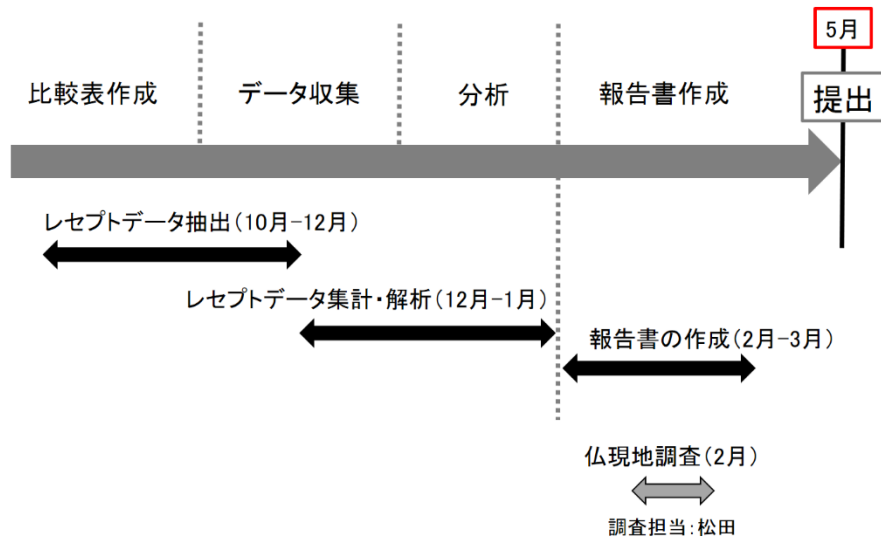 5月
比較表作成
データ収集
分析
報告書作成
提出
レセプトデータ抽出(10月-12月)
レセプトデータ集計・解析(12月-1月)
報告書の作成(2月-3月)
仏現地調査(2月)
調査担当:松田